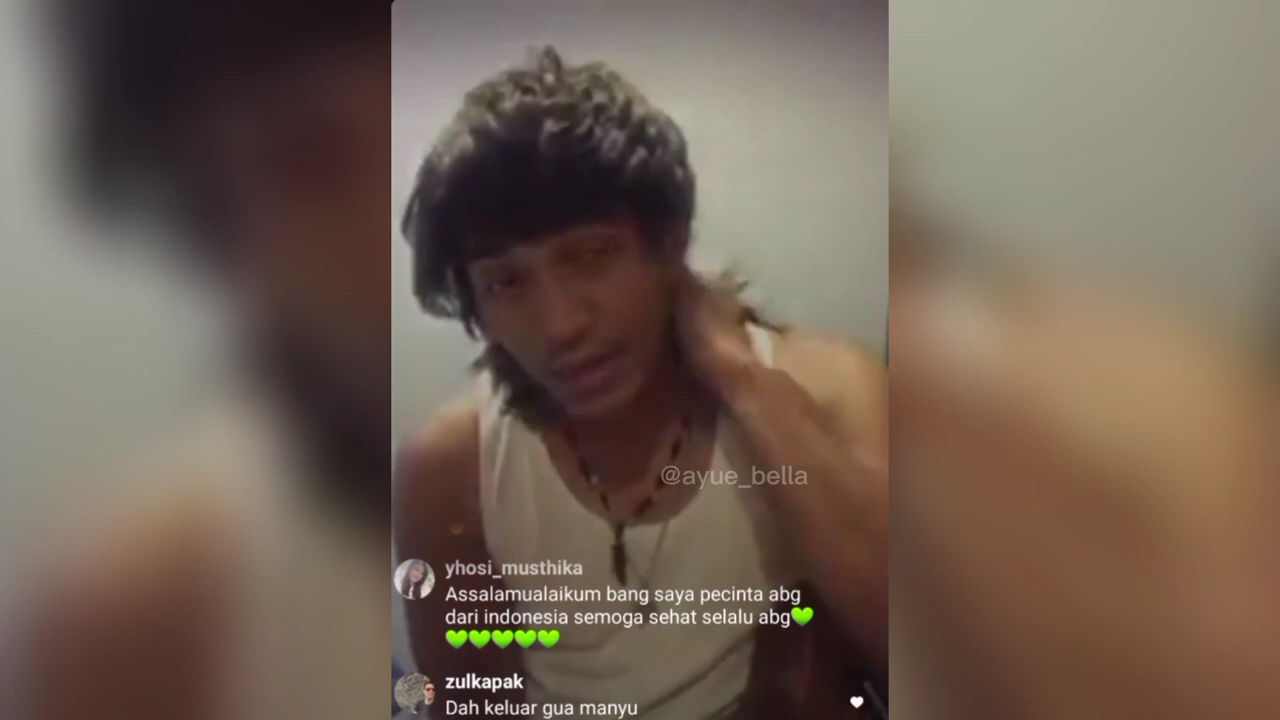 @ayue_bella
yhosi_musthika
Assalamualaikum bang saya pecinta abg
dari indonesia semoga sehat selalu abg💚
💚💚💚💚💚
zulkapak
Dah keluar gua manyu